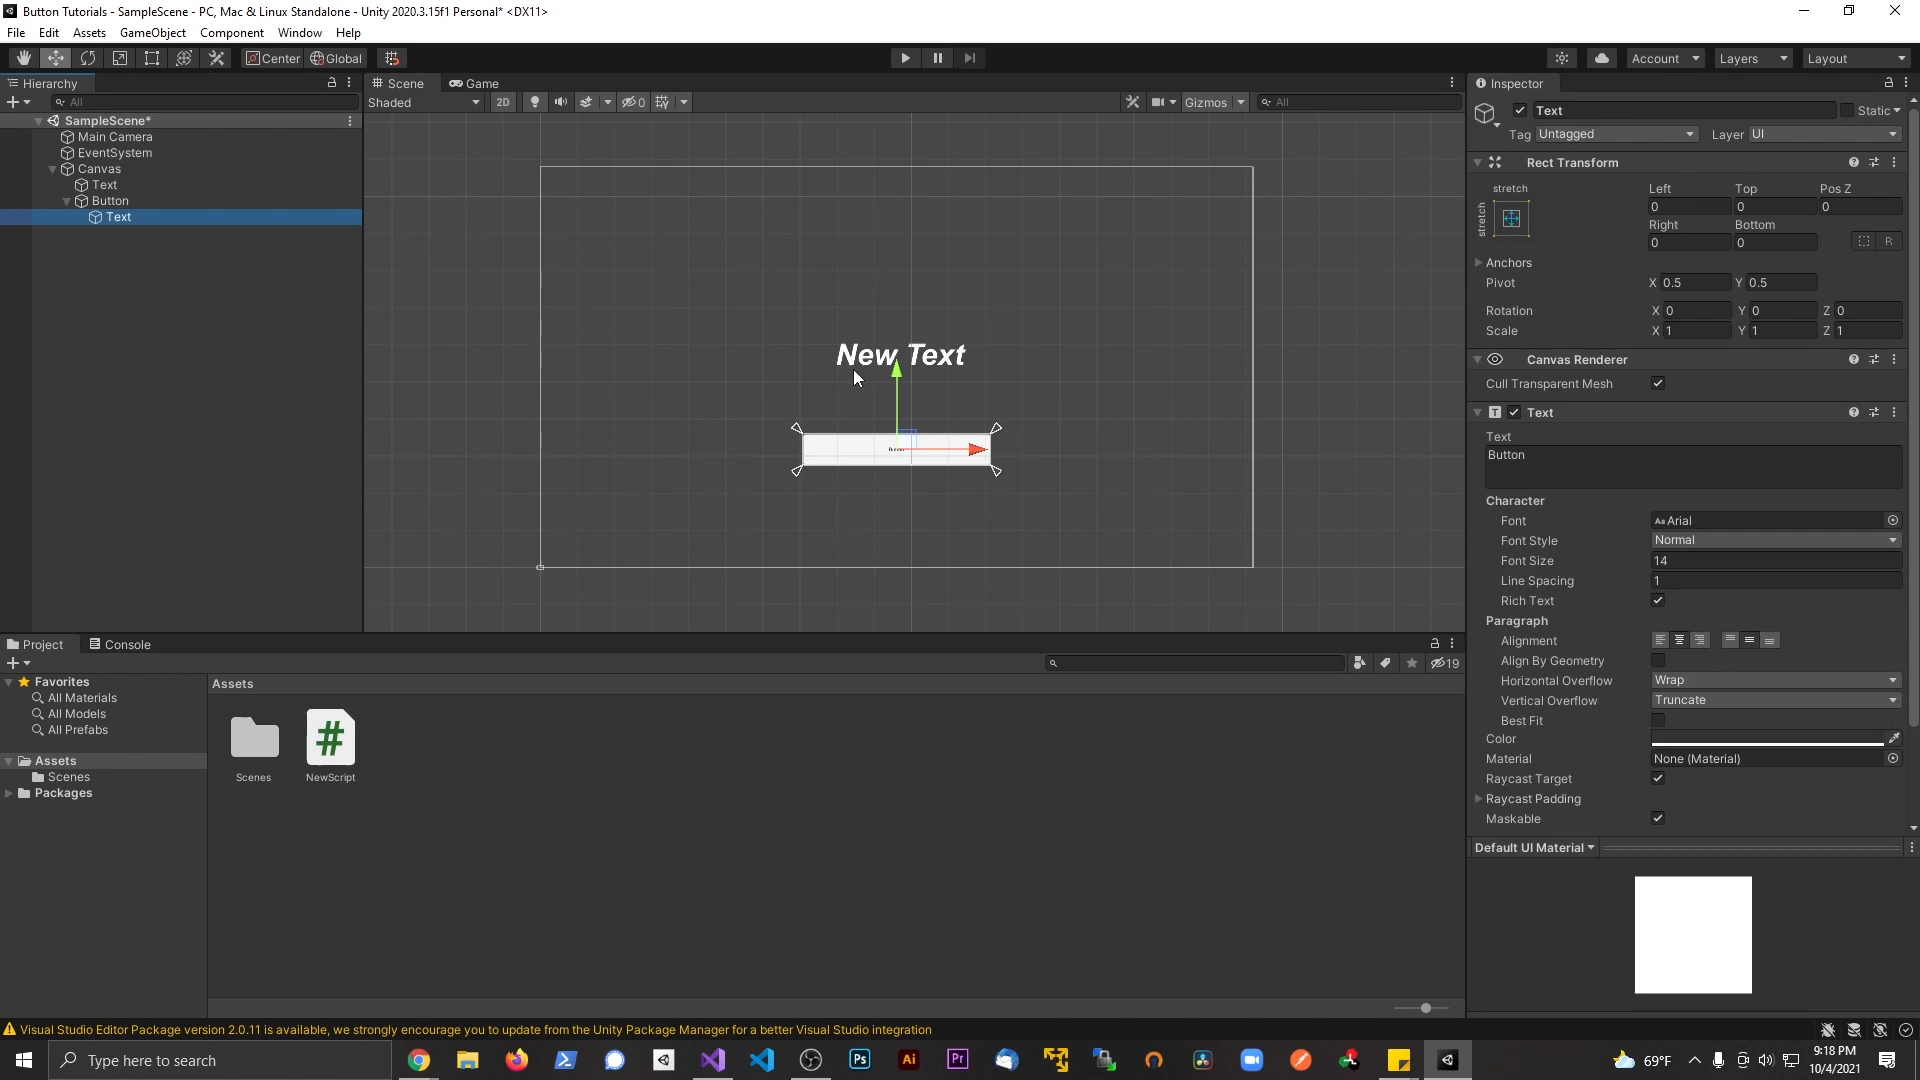 Button Tutorials - SampleScene - PC, Mac & Linux Standalone - Unity 2020.3.15f1 Personal* <DX11>
File Edit Assets GameObject Component Window Help
Center Global
Account Layers Layout
Hierarchy
All
SampleScene*
Main Camera
EventSystem
Canvas
Text
Button
Text
Scene Game
Shaded 2D 0 Gizmos All
New Text
Button
Inspector
Text Static
Tag Untagged Layer UI
Rect Transform
stretch Left Top Pos Z
stretch 0 0 0
Right Bottom
0 0 R
Anchors
Pivot X 0.5 Y 0.5
Rotation X 0 Y 0 Z 0
Scale X 1 Y 1 Z 1
Canvas Renderer
Cull Transparent Mesh
T Text
Text
Button
Character
Font Aa Arial
Font Style Normal
Font Size 14
Line Spacing 1
Rich Text
Paragraph
Alignment
Align By Geometry
Horizontal Overflow Wrap
Vertical Overflow Truncate
Best Fit
Color
Material None (Material)
Raycast Target
Raycast Padding
Maskable
Default UI Material
Project Console
19
Favorites
All Materials
All Models
All Prefabs
Assets
Scenes
Packages
Assets
#
Scenes NewScript
Visual Studio Editor Package version 2.0.11 is available, we strongly encourage you to update from the Unity Package Manager for a better Visual Studio integration
Type here to search
Ps Ai Pr
69°F
9:18 PM
10/4/2021